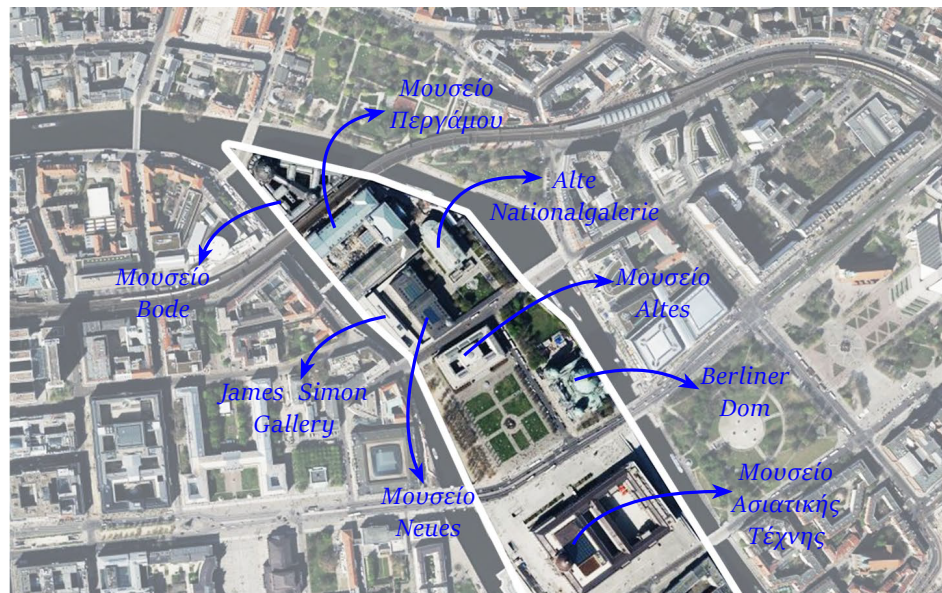 Μουσείο
Περγάμου
Alte
Nationalgalerie
Μουσείο
Bode
Μουσείο
Altes
James Simon
Gallery
Berliner
Dom
Μουσείο
Neues
Μουσείο
Ασιατικής
Τέχνης